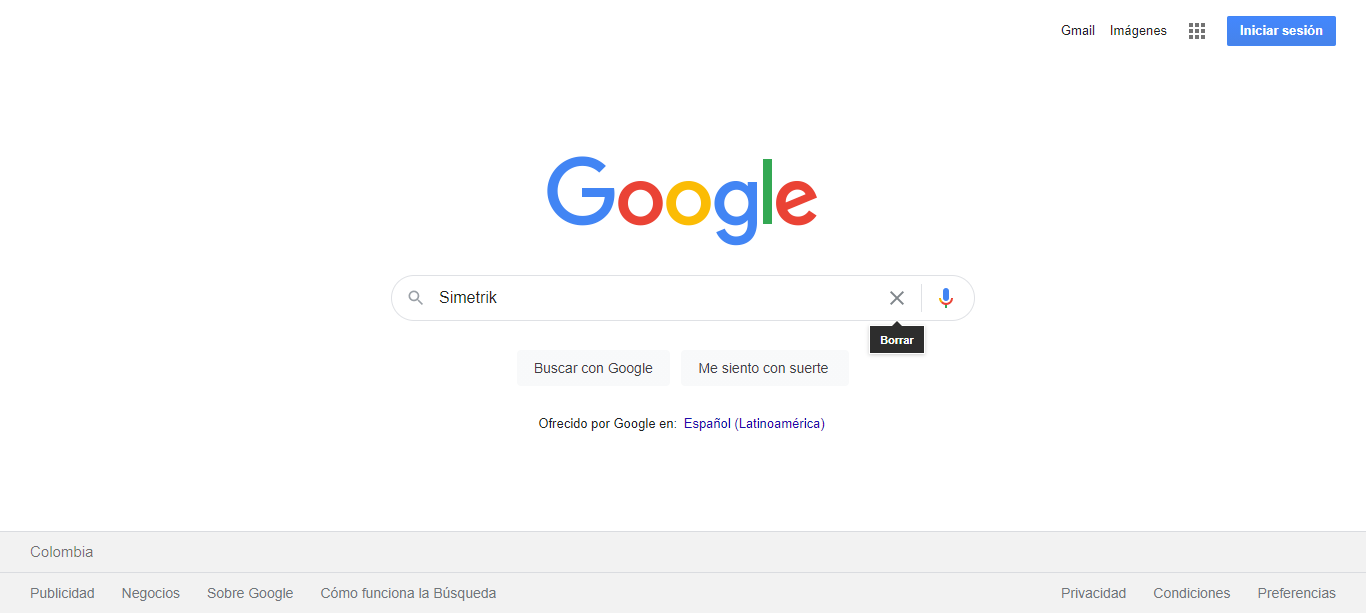 Gmail Imágenes Iniciar sesión
Google
Simetrik
Borrar
Buscar con Google Me siento con suerte
Ofrecido por Google en: Español (Latinoamérica)
Colombia
Publicidad Negocios Sobre Google Cómo funciona la Búsqueda Privacidad Condiciones Preferencias